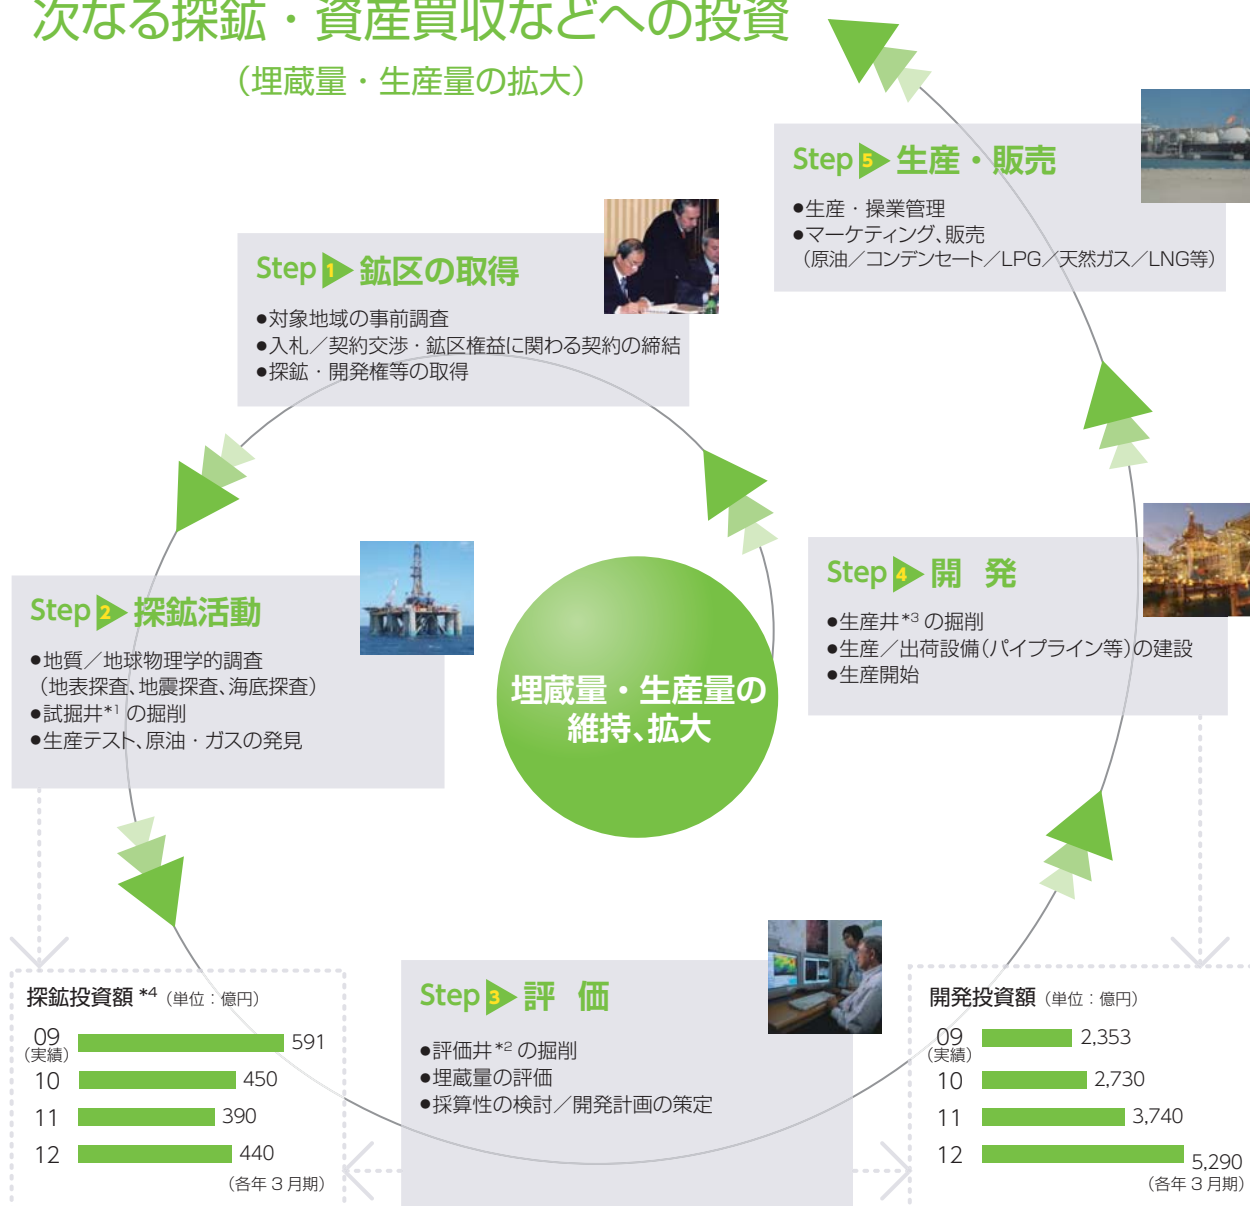 次なる探鉱・資産買収などへの投資
（埋蔵量・生産量の拡大）
Step 5 生産・販売
●生産・操業管理
●マーケティング、販売
（原油／コンデンセート／LPG／天然ガス／LNG等）
Step 1 鉱区の取得
●対象地域の事前調査
●入札／契約交渉・鉱区権益に関わる契約の締結
●探鉱・開発権等の取得
Step 2 探鉱活動
●地質／地球物理学的調査
（地表探査、地震探査、海底探査）
●試掘井*1 の掘削
●生産テスト、原油・ガスの発見
埋蔵量・生産量の
維持、拡大
Step 4 開 発
●生産井*3 の掘削
●生産／出荷設備（パイプライン等）の建設
●生産開始
Step 3 評 価
●評価井*2 の掘削
●埋蔵量の評価
●採算性の検討／開発計画の策定
探鉱投資額 *4（単位：億円）
09 591
（実績）
10 450
11 390
12 440
（各年 3 月期）
開発投資額（単位：億円）
09 2,353
（実績）
10 2,730
11 3,740
12 5,290
（各年 3 月期）